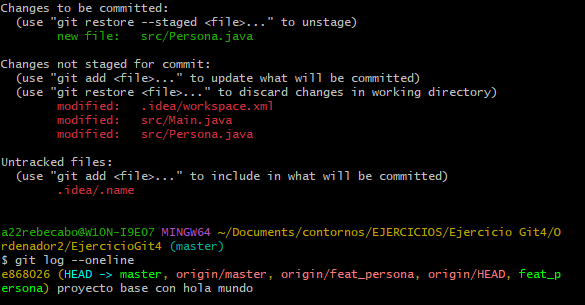 Changes to be committed:
  (use "git restore --staged <file>..." to unstage)
        new file:   src/Persona.java

Changes not staged for commit:
  (use "git add <file>..." to update what will be committed)
  (use "git restore <file>..." to discard changes in working directory)
        modified:   .idea/workspace.xml
        modified:   src/Main.java
        modified:   src/Persona.java

Untracked files:
  (use "git add <file>..." to include in what will be committed)
        .idea/.name

a22rebecabo@W10N-I9E07 MINGW64 ~/Documents/contornos/EJERCICIOS/Ejercicio Git4/O
rdenador2/EjercicioGit4 (master)
$ git log --oneline
e868026 (HEAD -> master, origin/master, origin/feat_persona, origin/HEAD, feat_p
ersona) proyecto base con hola mundo